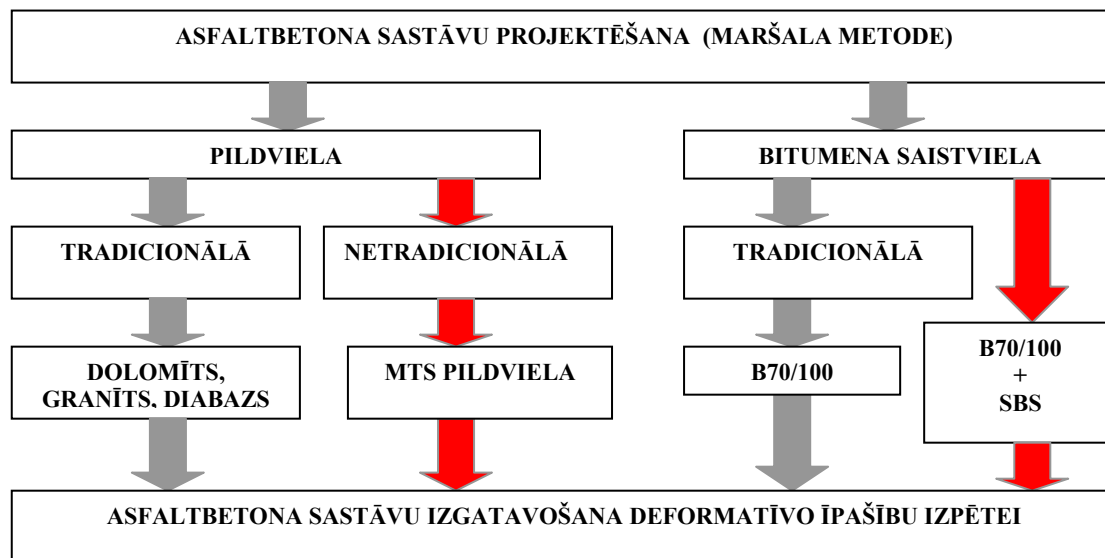 ASFALTBETONA SASTĀVU PROJEKTĒŠANA (MARŠALA METODE)
PILDVIELA
BITUMENA SAISTVIELA
TRADICIONĀLĀ
NETRADICIONĀLĀ
TRADICIONĀLĀ
DOLOMĪTS,
GRANĪTS, DIABAZS
MTS PILDVIELA
B70/100
B70/100
+
SBS
ASFALTBETONA SASTĀVU IZGATAVOŠANA DEFORMATĪVO ĪPAŠĪBU IZPĒTEI